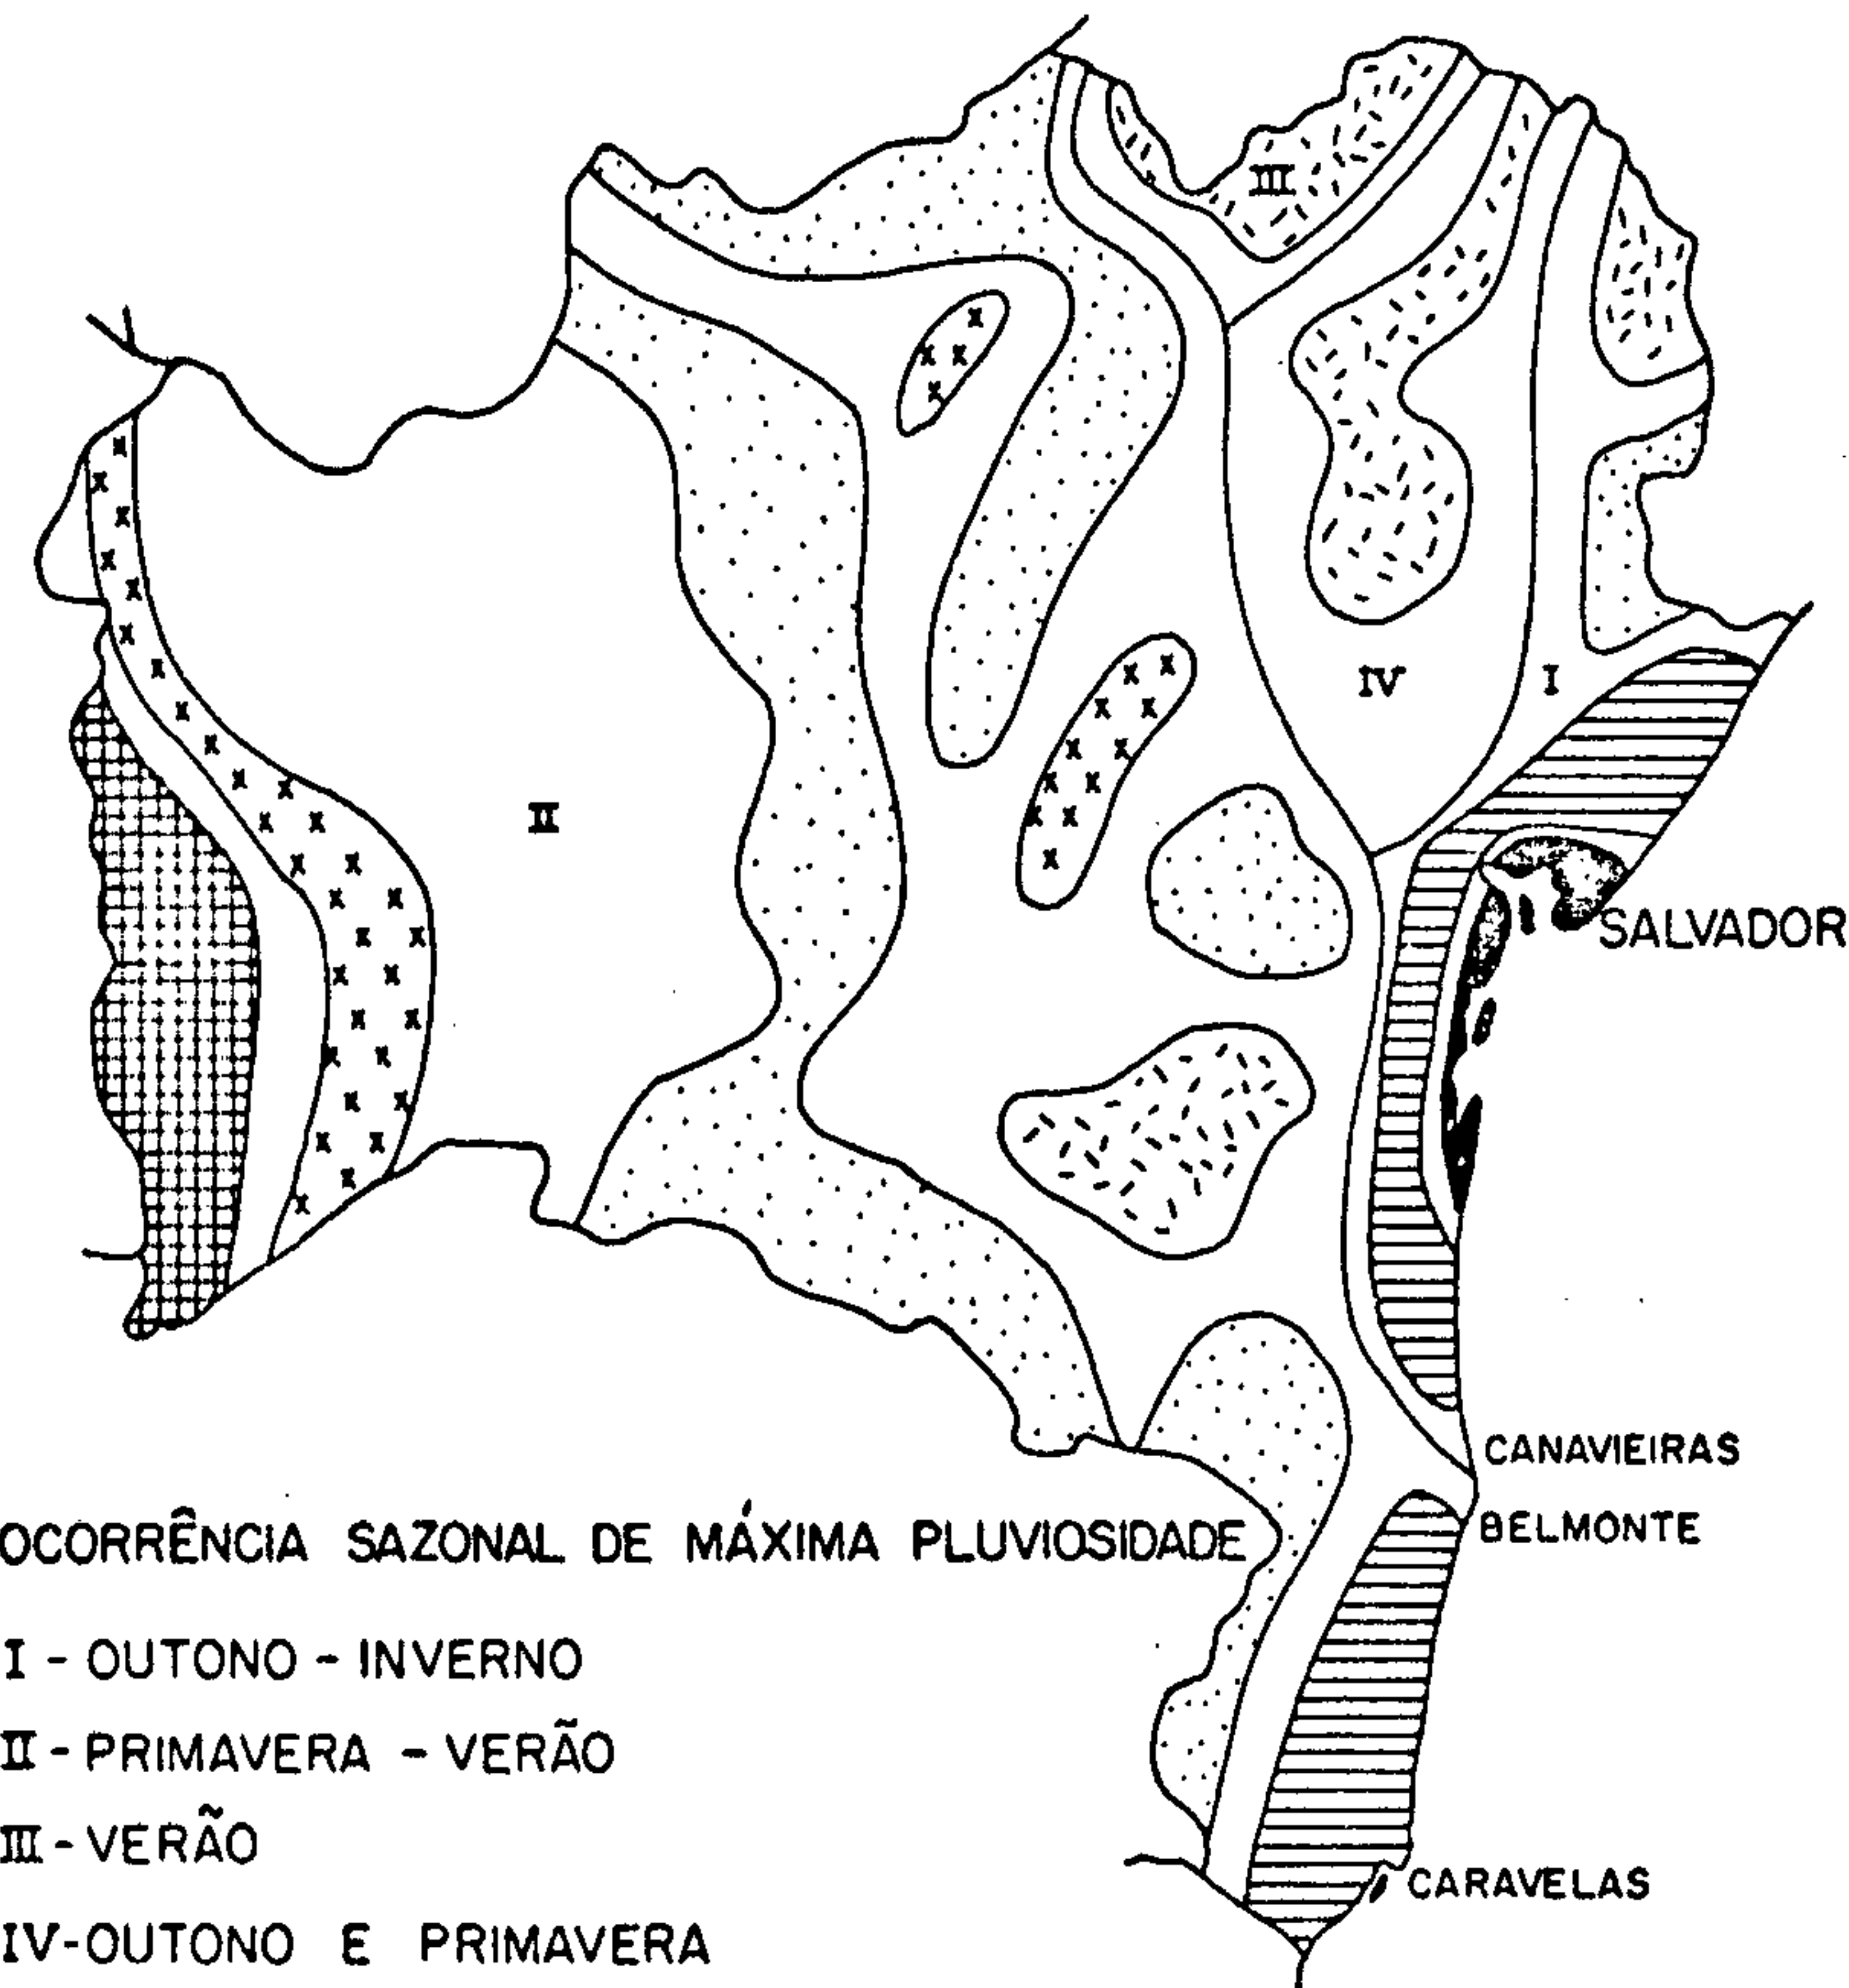 III
IV
I
II
SALVADOR
CANAVIEIRAS
BELMONTE
OCORRÊNCIA SAZONAL DE MÁXIMA PLUVIOSIDADE
I - OUTONO - INVERNO
II - PRIMAVERA - VERÃO
III - VERÃO
CARAVELAS
IV-OUTONO E PRIMAVERA